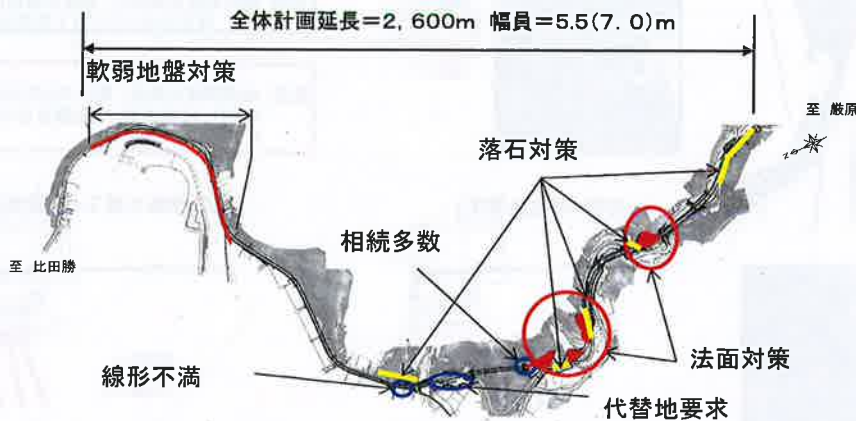 全体計画延長＝2,600m 幅員＝5.5(7.0)m
軟弱地盤対策
至 厳原
落石対策
相続多数
至 比田勝
線形不満
法面対策
代替地要求